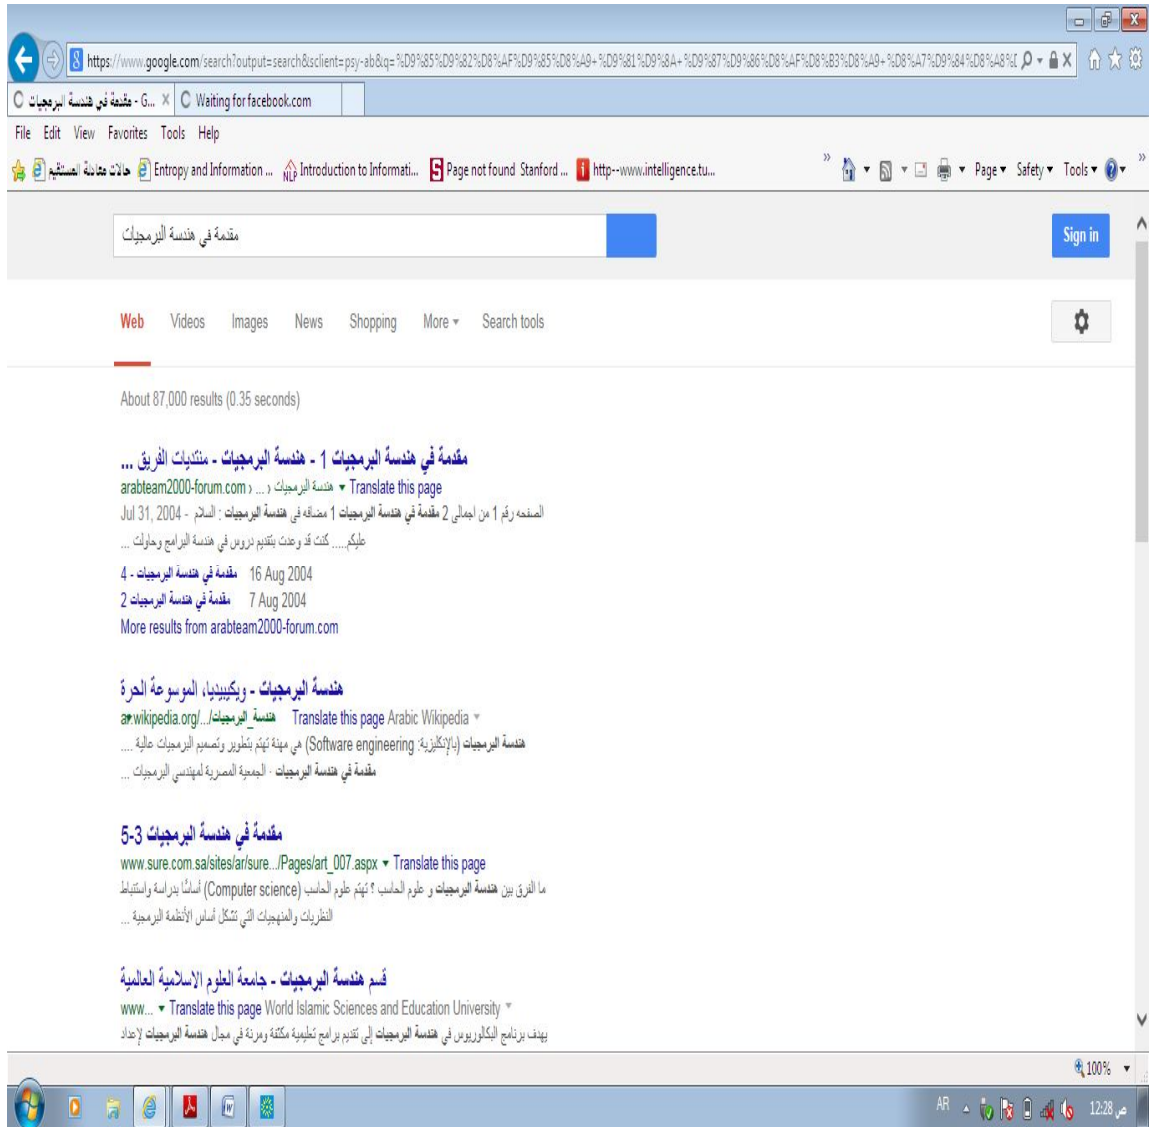 https://www.google.com/search?output=search&sclient=psy-ab&q=%D9%85%D9%82%D8%AF%D9%85%D8%A9+%D9%81%D9%8A+%D9%87%D9%86%D8%AF%D8%B3%D8%A9+%D8%A7%D9%84%D8%A8%
مقدمة في هندسة البرمجيات - G...
Waiting for facebook.com
File Edit View Favorites Tools Help
حالات معادلة المستقيم Entropy and Information ... Introduction to Informati... Page not found Stanford ... http--www.intelligence.tu... » Page Safety Tools »
مقدمة في هندسة البرمجيات
Sign in
Web Videos Images News Shopping More Search tools
About 87,000 results (0.35 seconds)
مقدمة في هندسة البرمجيات 1 - هندسة البرمجيات - منتديات الفريق ...
arabteam2000-forum.com › ... › هندسة البرمجيات Translate this page
Jul 31, 2004 - الصفحه رقم 1 من اجمالى 2 مقدمة في هندسة البرمجيات 1 مضافه فى هندسة البرمجيات : السلام
عليكم..... كنت قد وعدت بتقديم دروس في هندسة البرامج وحاولت ...
مقدمة في هندسة البرمجيات - 4 16 Aug 2004
مقدمة في هندسة البرمجيات 2 7 Aug 2004
More results from arabteam2000-forum.com
هندسة البرمجيات - ويكيبيديا، الموسوعة الحرة
ar.wikipedia.org/.../هندسة_البرمجيات Translate this page Arabic Wikipedia
هندسة البرمجيات (بالإنكليزية: Software engineering) هي مهنة تهتم بتطوير وتصميم البرمجيات عالية ....
مقدمة في هندسة البرمجيات · الجمعية المصرية لمهندسي البرمجيات ...
مقدمة في هندسة البرمجيات 3-5
www.sure.com.sa/sites/ar/sure.../Pages/art_007.aspx Translate this page
ما الفرق بين هندسة البرمجيات و علوم الحاسب ؟ تهتم علوم الحاسب (Computer science) أساسًا بدراسة واستنباط
النظريات والمنهجيات التي تشكل أساس الأنظمة البرمجية ...
قسم هندسة البرمجيات - جامعة العلوم الاسلامية العالمية
www... Translate this page World Islamic Sciences and Education University
يهدف برنامج البكالوريوس في هندسة البرمجيات إلى تقديم برامج تعليمية مكثفة ومرنة في مجال هندسة البرمجيات لإعداد
100%
AR 12:28 ص